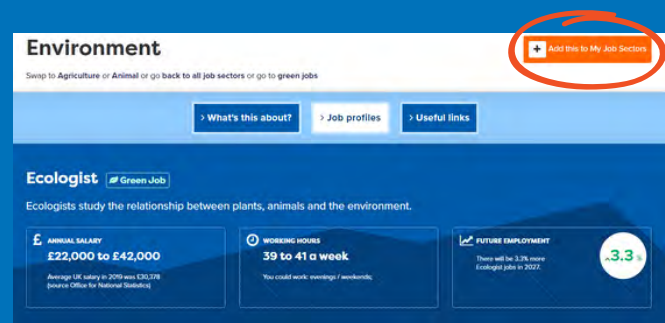 Environment
+ Add this to My Job Sectors
Swap to Agriculture or Animal or go back to all job sectors or go to green jobs
> What's this about?
> Job profiles
> Useful links
Ecologist Green Job
Ecologists study the relationship between plants, animals and the environment.
£ ANNUAL SALARY
£22,000 to £42,000
Average UK salary in 2019 was £30,378
(source Office for National Statistics)
WORKING HOURS
39 to 41 a week
You could work: evenings / weekends;
FUTURE EMPLOYMENT
There will be 3.3% more
Ecologist jobs in 2027.
^3.3 %